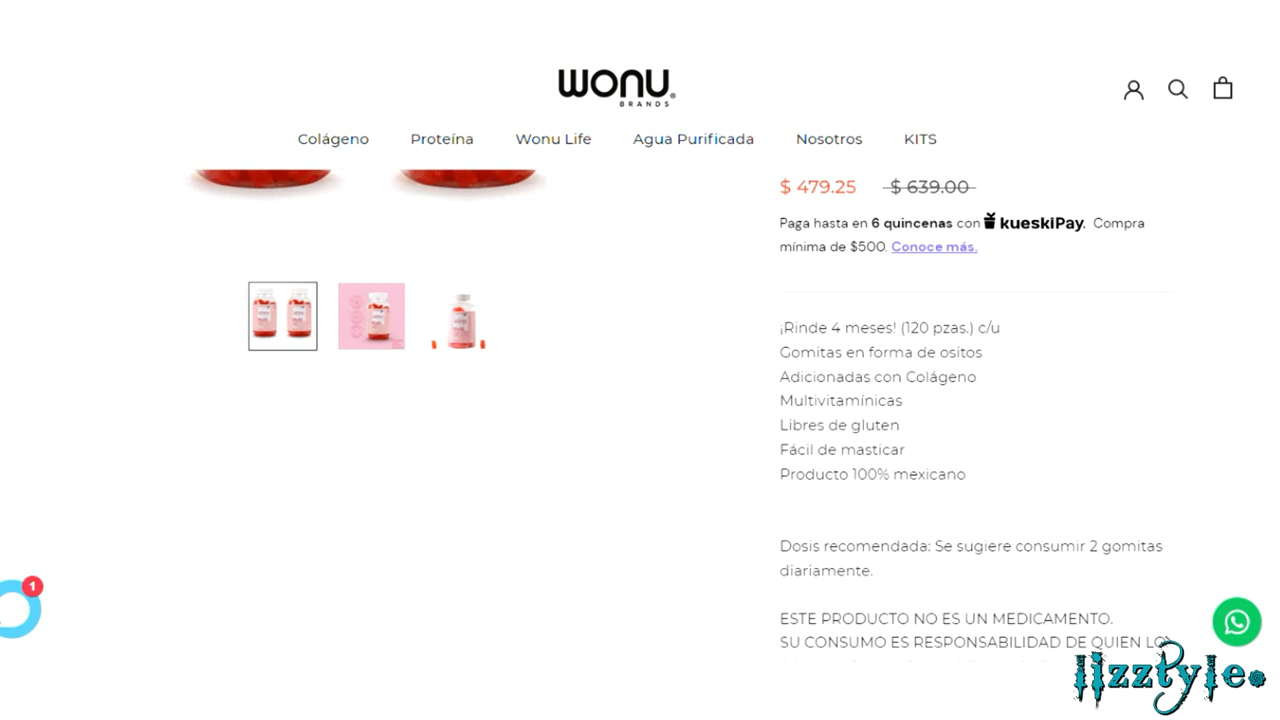 WONU®
BRANDS
Colágeno Proteína Wonu Life Agua Purificada Nosotros KITS
$ 479.25 $ 639.00
Paga hasta en 6 quincenas con kueskiPay. Compra
mínima de $500. Conoce más.
¡Rinde 4 meses! (120 pzas.) c/u
Gomitas en forma de ositos
Adicionadas con Colágeno
Multivitamínicas
Libres de gluten
Fácil de masticar
Producto 100% mexicano
Dosis recomendada: Se sugiere consumir 2 gomitas
diariamente.
1
ESTE PRODUCTO NO ES UN MEDICAMENTO.
SU CONSUMO ES RESPONSABILIDAD DE QUIEN LO
lizztyle.